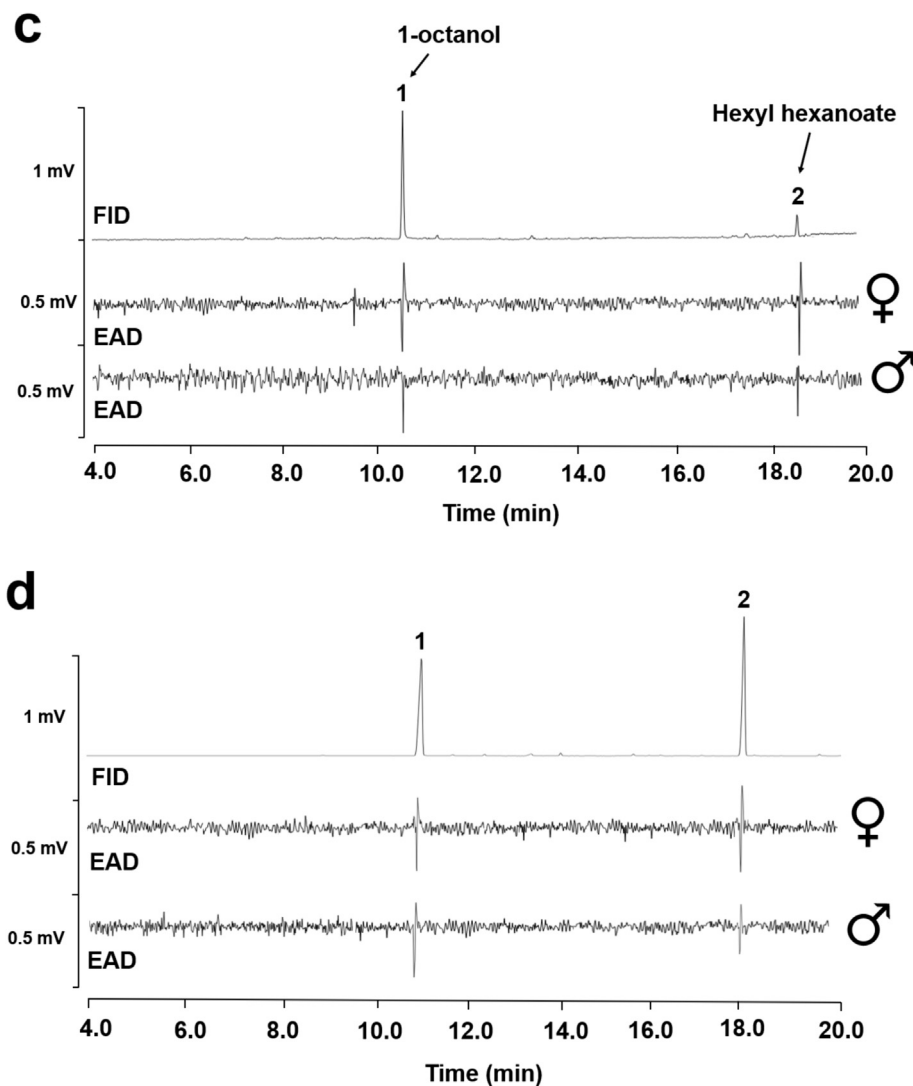 c
1-octanol
1
Hexyl hexanoate
2
1 mV
FID
0.5 mV
EAD
♀
0.5 mV
EAD
♂
4.0 6.0 8.0 10.0 12.0 14.0 16.0 18.0 20.0
Time (min)
d
1
2
1 mV
FID
0.5 mV
EAD
♀
0.5 mV
EAD
♂
4.0 6.0 8.0 10.0 12.0 14.0 16.0 18.0 20.0
Time (min)